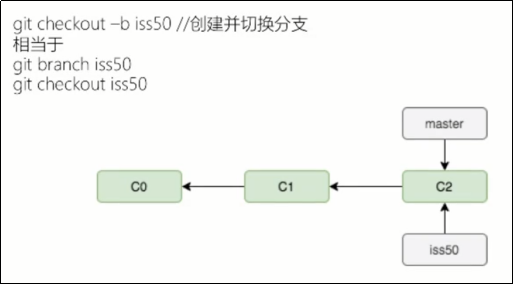 git checkout –b iss50 //创建并切换分支
相当于
git branch iss50
git checkout iss50
master
C0
C1
C2
iss50